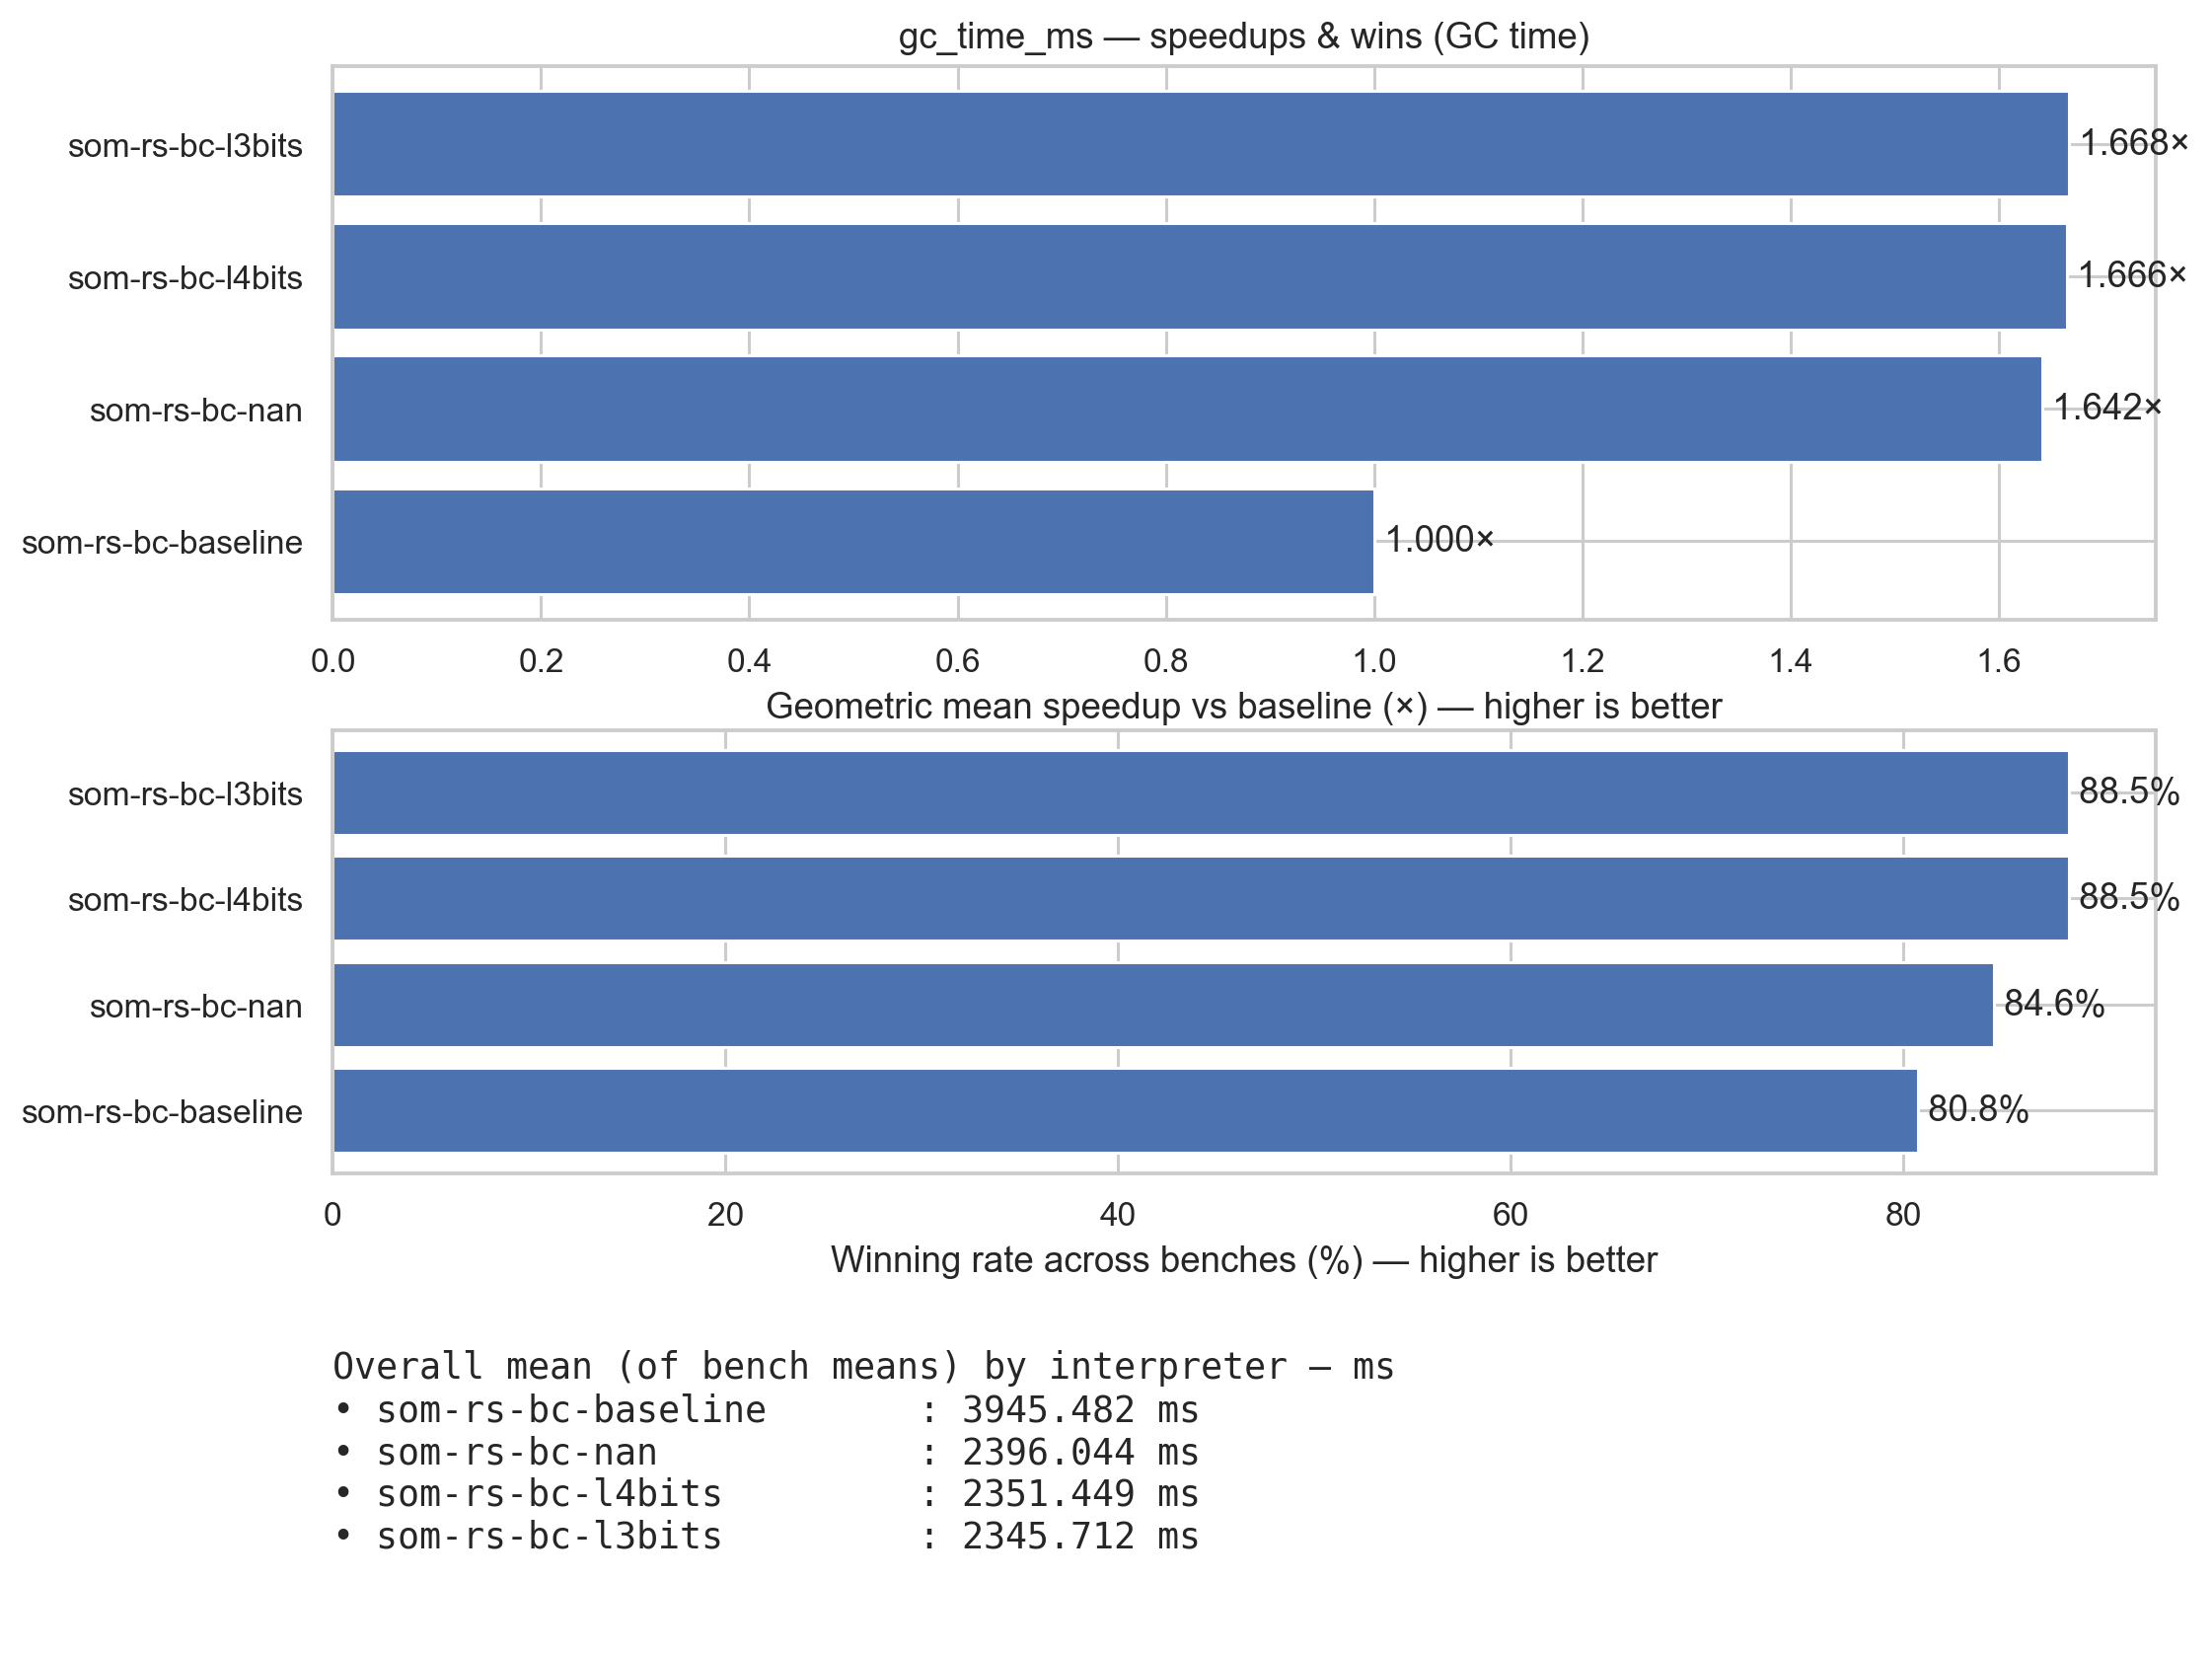 gc_time_ms — speedups & wins (GC time)
som-rs-bc-l3bits
1.668×
som-rs-bc-l4bits
1.666×
som-rs-bc-nan
1.642×
som-rs-bc-baseline
1.000×
0.0 0.2 0.4 0.6 0.8 1.0 1.2 1.4 1.6
Geometric mean speedup vs baseline (×) — higher is better
som-rs-bc-l3bits
88.5%
som-rs-bc-l4bits
88.5%
som-rs-bc-nan
84.6%
som-rs-bc-baseline
80.8%
0 20 40 60 80
Winning rate across benches (%) — higher is better
Overall mean (of bench means) by interpreter — ms
• som-rs-bc-baseline : 3945.482 ms
• som-rs-bc-nan : 2396.044 ms
• som-rs-bc-l4bits : 2351.449 ms
• som-rs-bc-l3bits : 2345.712 ms